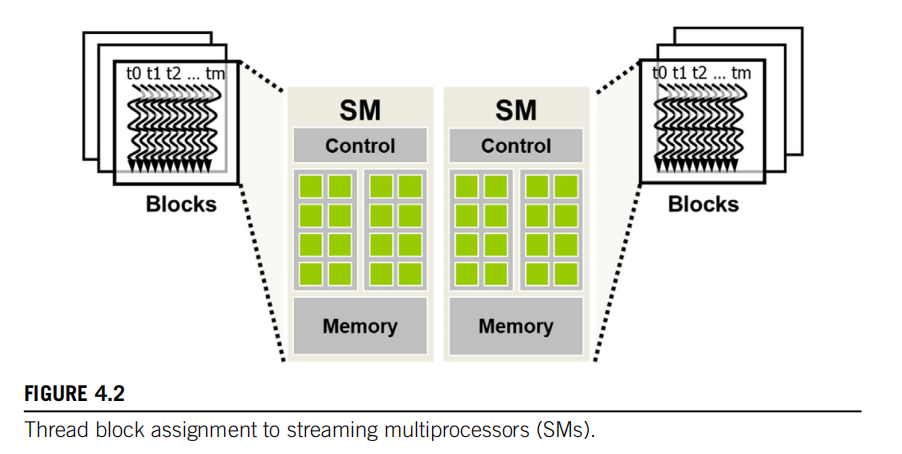 t0 t1 t2 ... tm
Blocks
SM
Control
Memory
SM
Control
Memory
t0 t1 t2 ... tm
Blocks
FIGURE 4.2
Thread block assignment to streaming multiprocessors (SMs).